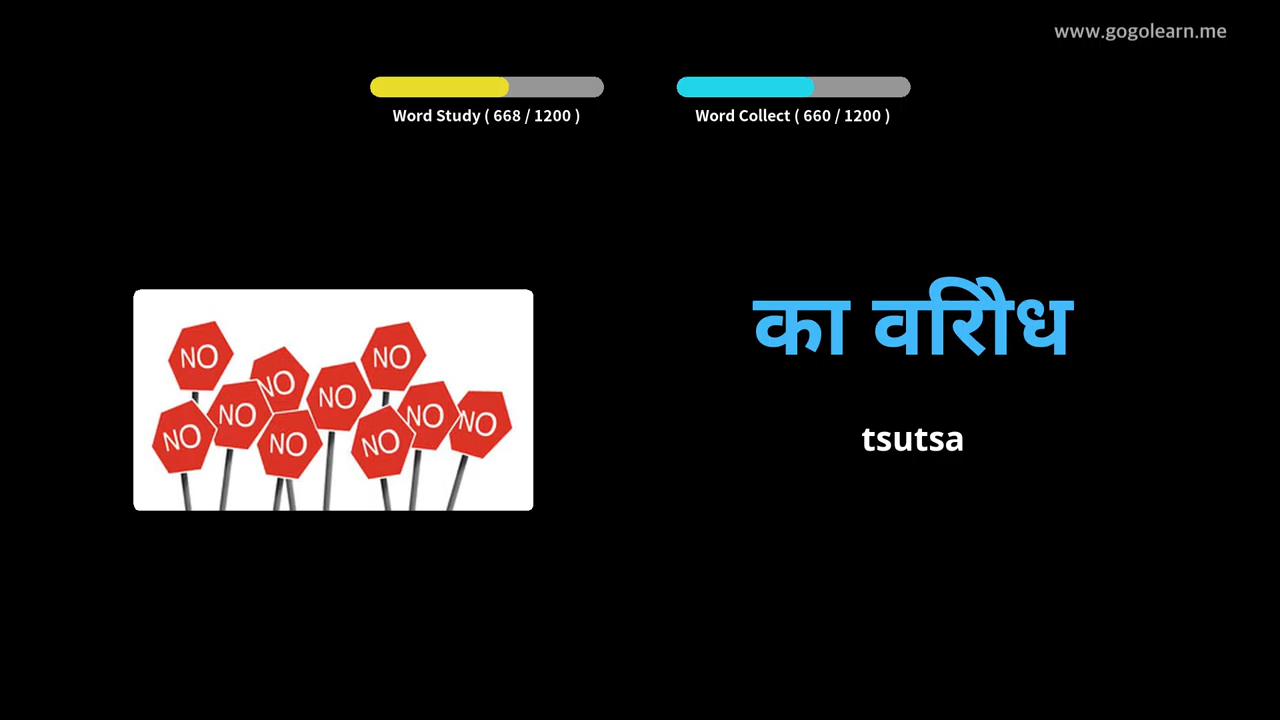 www.gogolearn.me
Word Study ( 668 / 1200 )
Word Collect ( 660 / 1200 )
का वरिोध
tsutsa
NO
NO
NO
NO
NO
NO
NO
NO
NO
NO